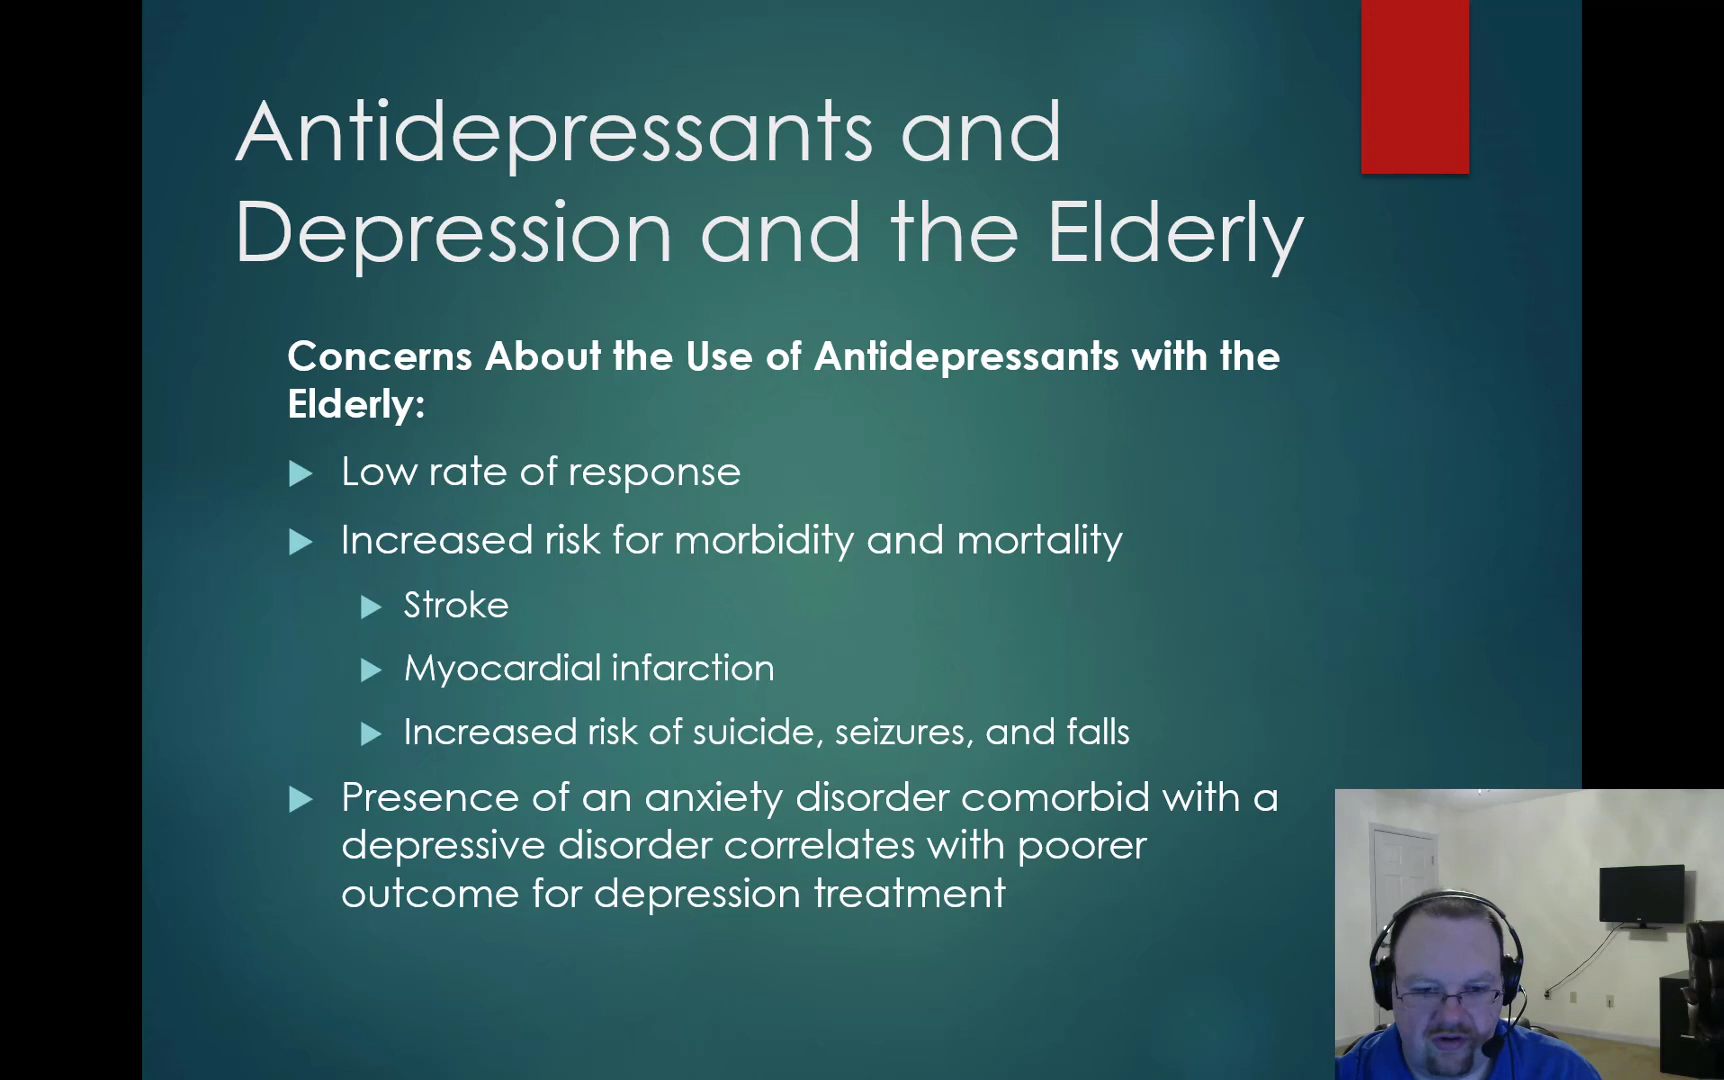 Antidepressants and
Depression and the Elderly
Concerns About the Use of Antidepressants with the
Elderly:
Low rate of response
Increased risk for morbidity and mortality
Stroke
Myocardial infarction
Increased risk of suicide, seizures, and falls
Presence of an anxiety disorder comorbid with a
depressive disorder correlates with poorer
outcome for depression treatment